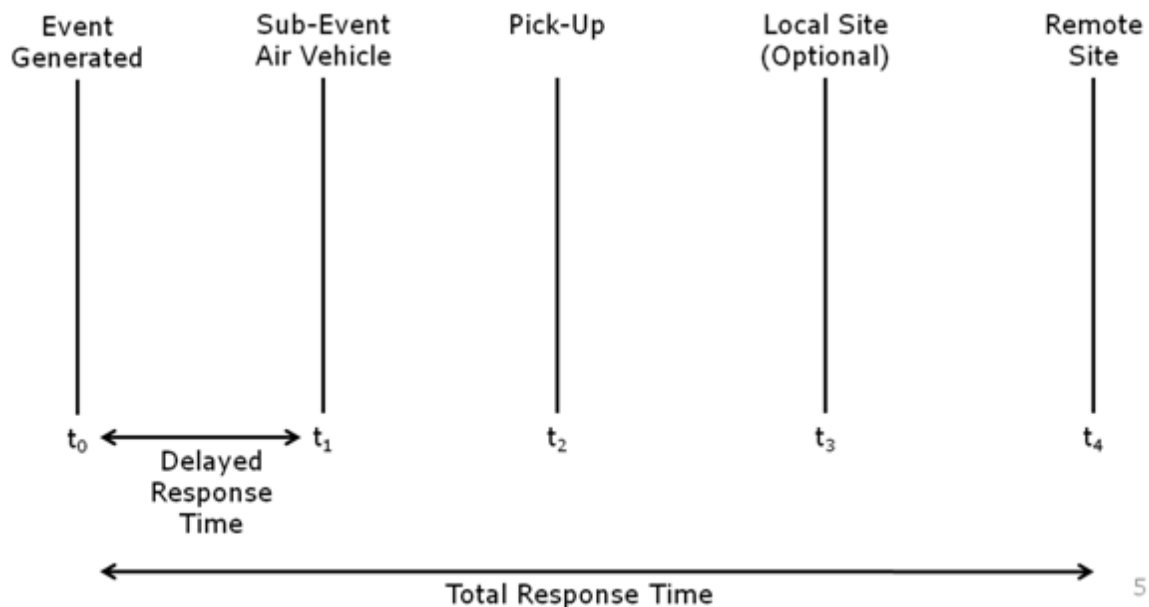 Event
Generated
Sub-Event
Air Vehicle
Pick-Up
Local Site
(Optional)
Remote
Site
t₀
t₁
t₂
t₃
t₄
Delayed
Response
Time
Total Response Time
5